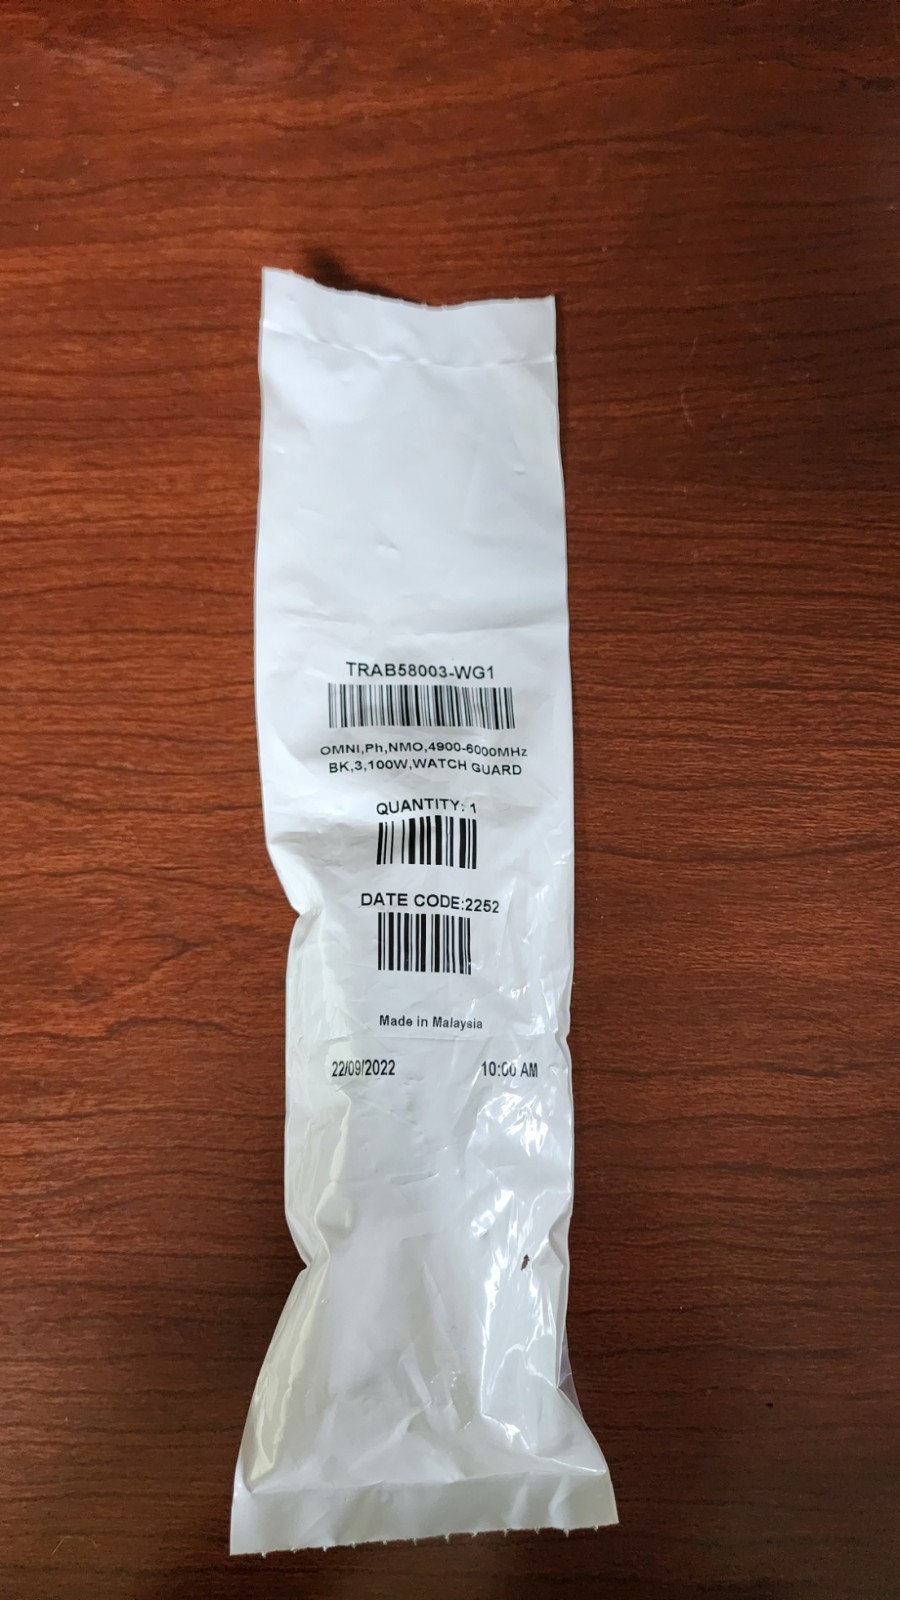 TRAB58003-WG1
OMNI,Ph,NMO,4900-6000MHz
BK,3,100W,WATCH GUARD
QUANTITY: 1
DATE CODE:2252
Made in Malaysia
22/09/2022 10:00 AM